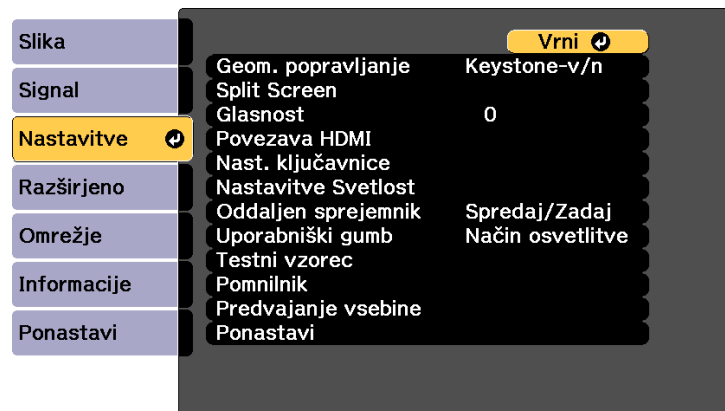 Slika
Signal
Nastavitve
Razširjeno
Omrežje
Informacije
Ponastavi
Vrni
Geom. popravljanje Keystone-v/n
Split Screen
Glasnost 0
Povezava HDMI
Nast. ključavnice
Nastavitve Svetlost
Oddaljen sprejemnik Spredaj/Zadaj
Uporabniški gumb Način osvetlitve
Testni vzorec
Pomnilnik
Predvajanje vsebine
Ponastavi